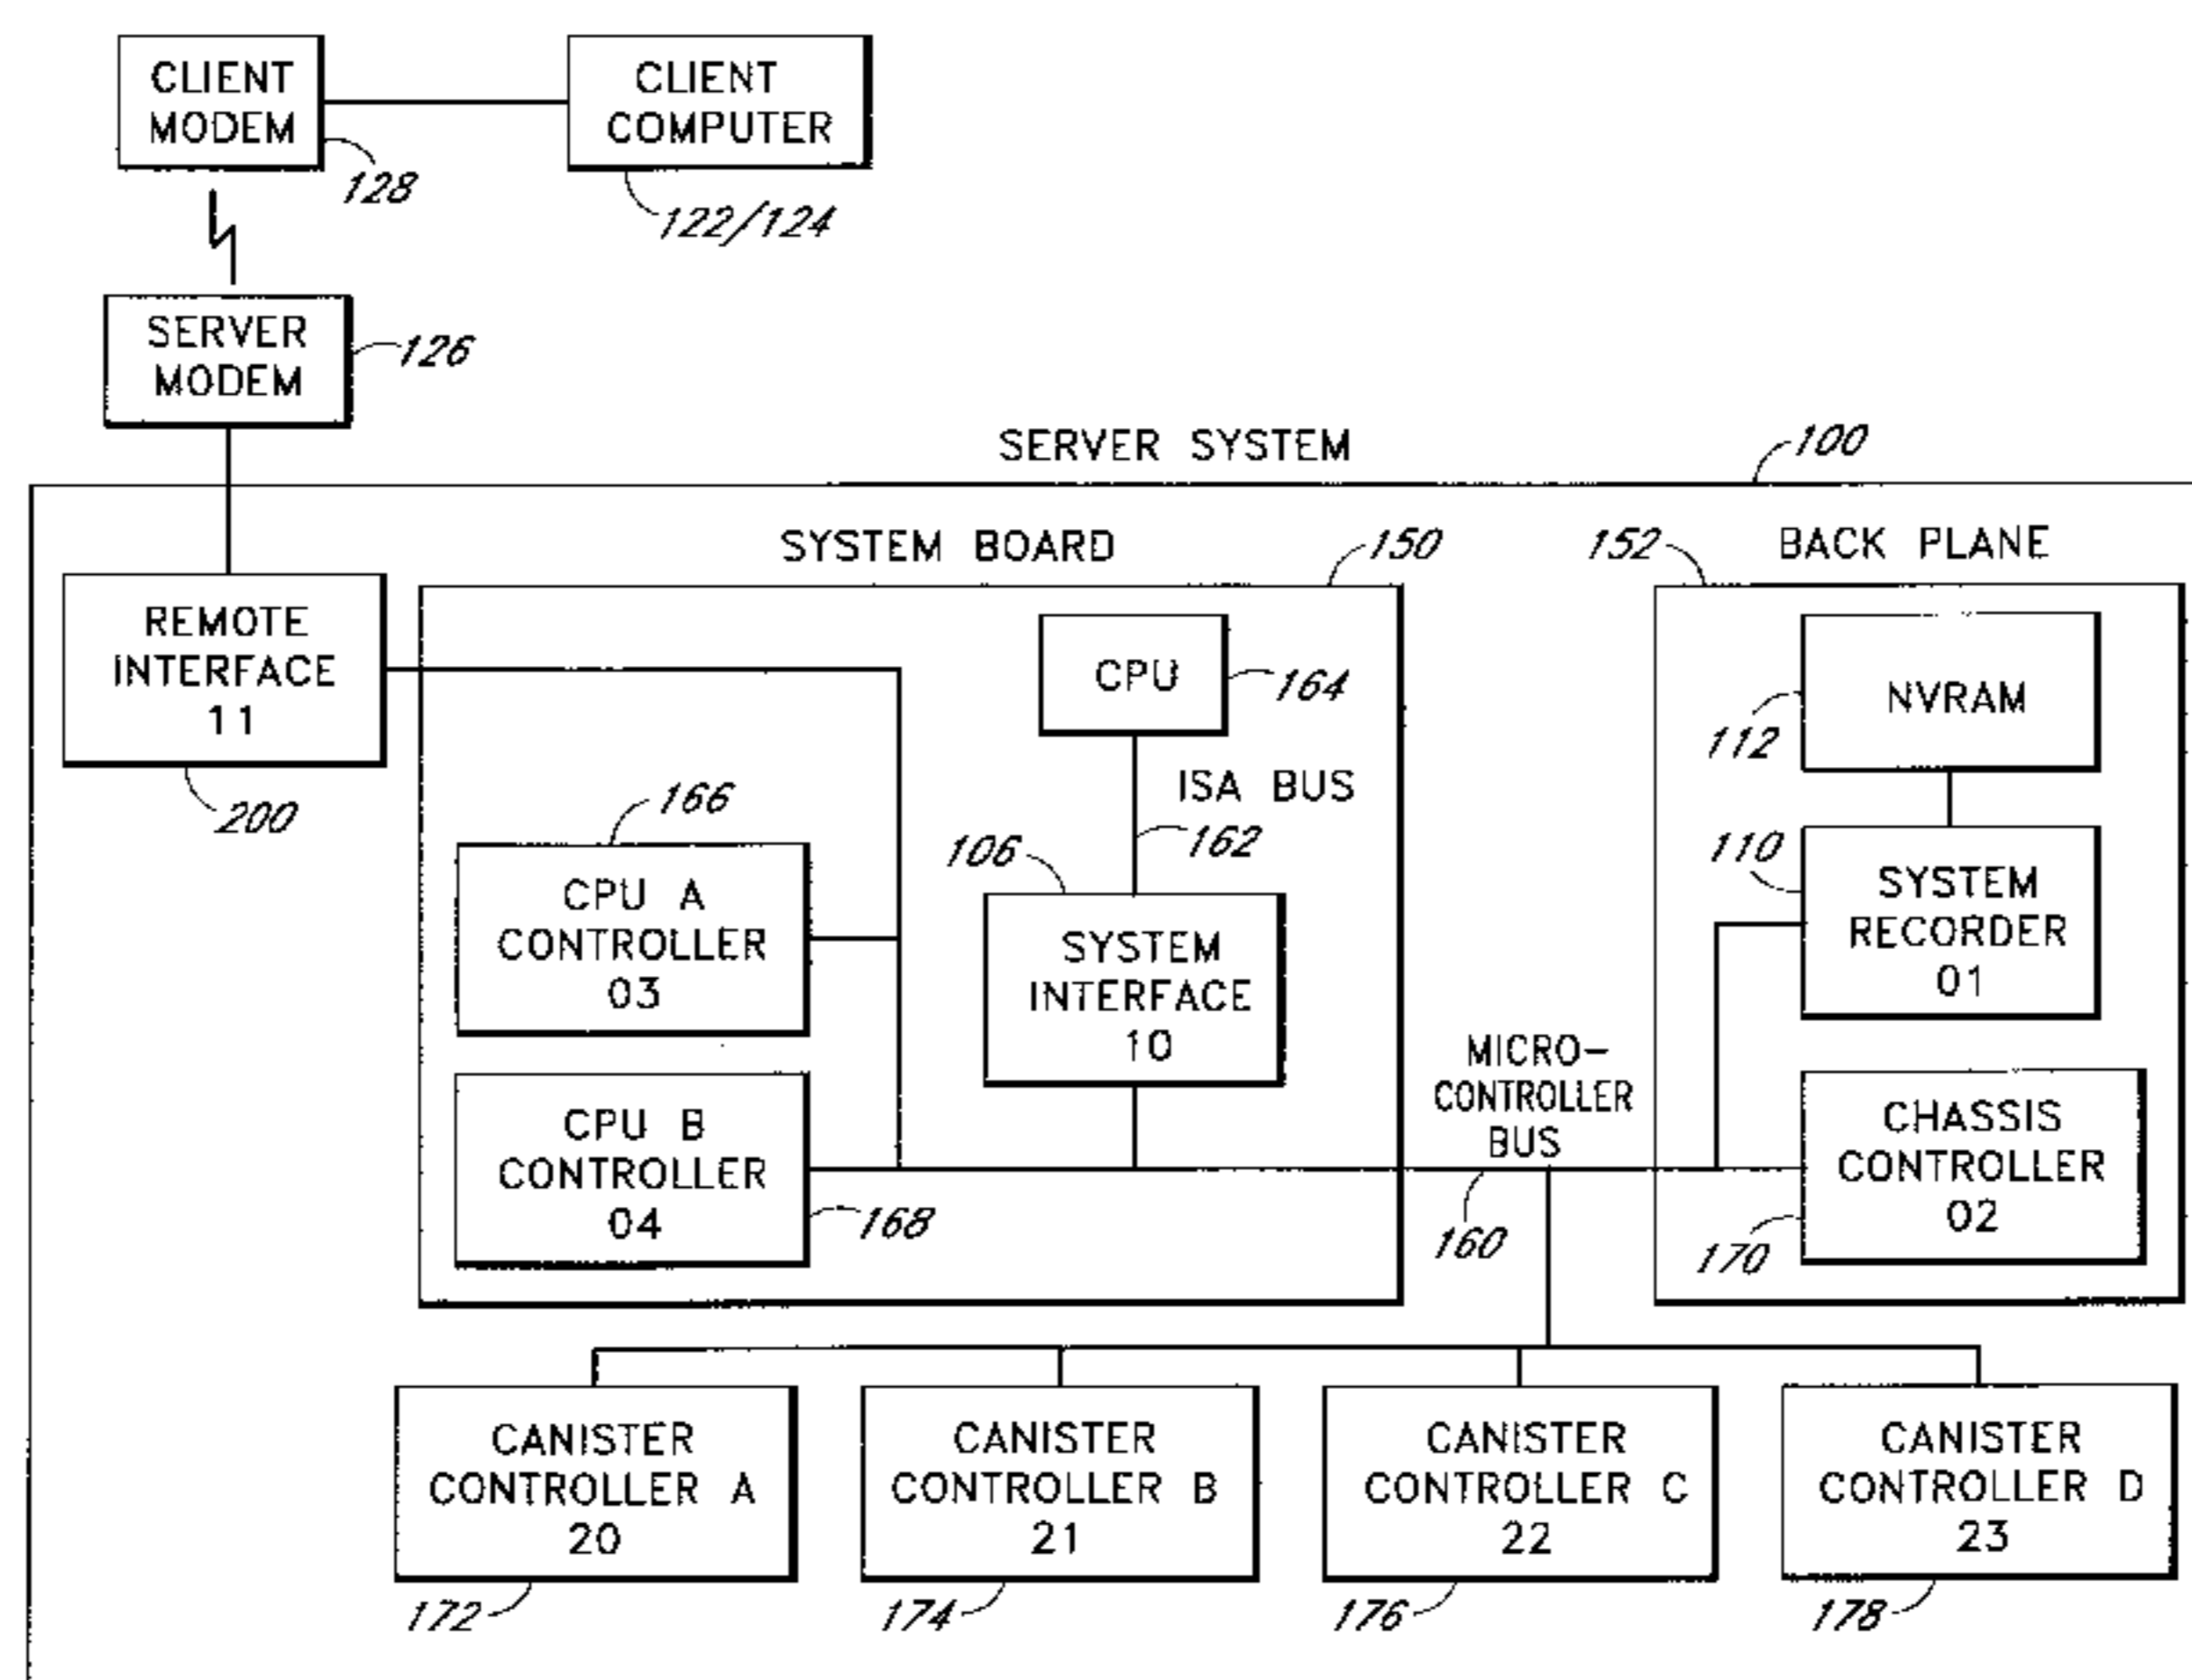 CLIENT
MODEM
128
CLIENT
COMPUTER
122/124
SERVER
MODEM
126
SERVER SYSTEM
100
SYSTEM BOARD
150
152
BACK PLANE
REMOTE
INTERFACE
11
200
CPU
164
ISA BUS
162
NVRAM
112
166
CPU A
CONTROLLER
03
106
SYSTEM
INTERFACE
10
110
SYSTEM
RECORDER
01
CPU B
CONTROLLER
04
168
MICRO-
CONTROLLER
BUS
160
CHASSIS
CONTROLLER
02
170
CANISTER
CONTROLLER A
20
172
CANISTER
CONTROLLER B
21
174
CANISTER
CONTROLLER C
22
176
CANISTER
CONTROLLER D
23
178